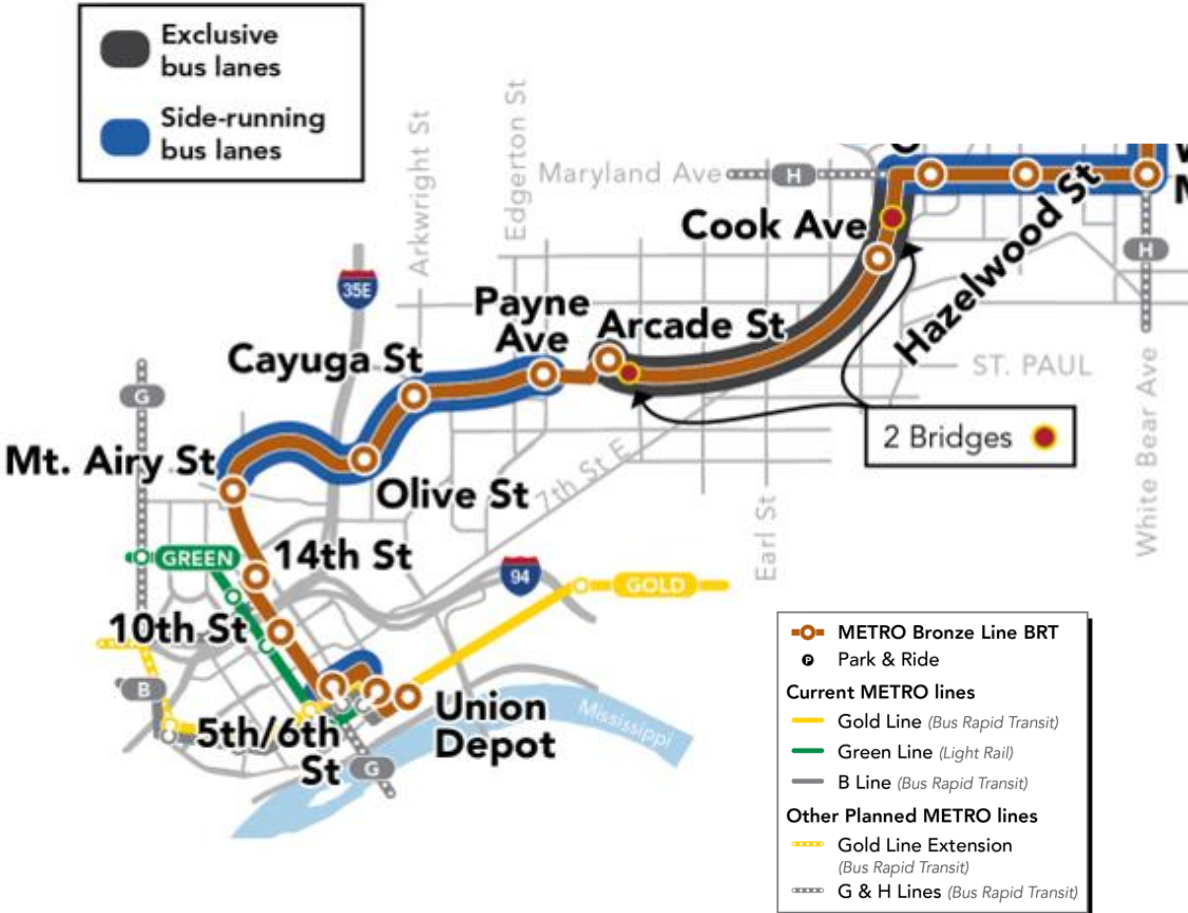 Exclusive
bus lanes
Side-running
bus lanes
Arkwright St
Edgerton St
Maryland Ave
H
Cook Ave
Hazelwood St
H
35E
Payne
Ave
Arcade St
ST. PAUL
Cayuga St
G
2 Bridges
White Bear Ave
Mt. Airy St
Olive St
7th St E
Earl St
GREEN
14th St
94
GOLD
10th St
B
5th/6th
St
G
Union
Depot
Mississippi
METRO Bronze Line BRT
P Park & Ride
Current METRO lines
Gold Line (Bus Rapid Transit)
Green Line (Light Rail)
B Line (Bus Rapid Transit)
Other Planned METRO lines
Gold Line Extension
(Bus Rapid Transit)
G & H Lines (Bus Rapid Transit)